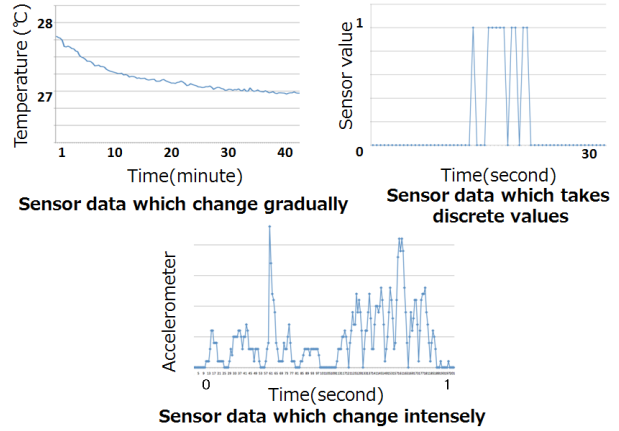 28
27
Temperature (℃)
1 10 20 30 40
Time(minute)
Sensor data which change gradually
1
0
Sensor value
30
Time(second)
Sensor data which takes
discrete values
Accelerometer
0 1
Time(second)
Sensor data which change intensely